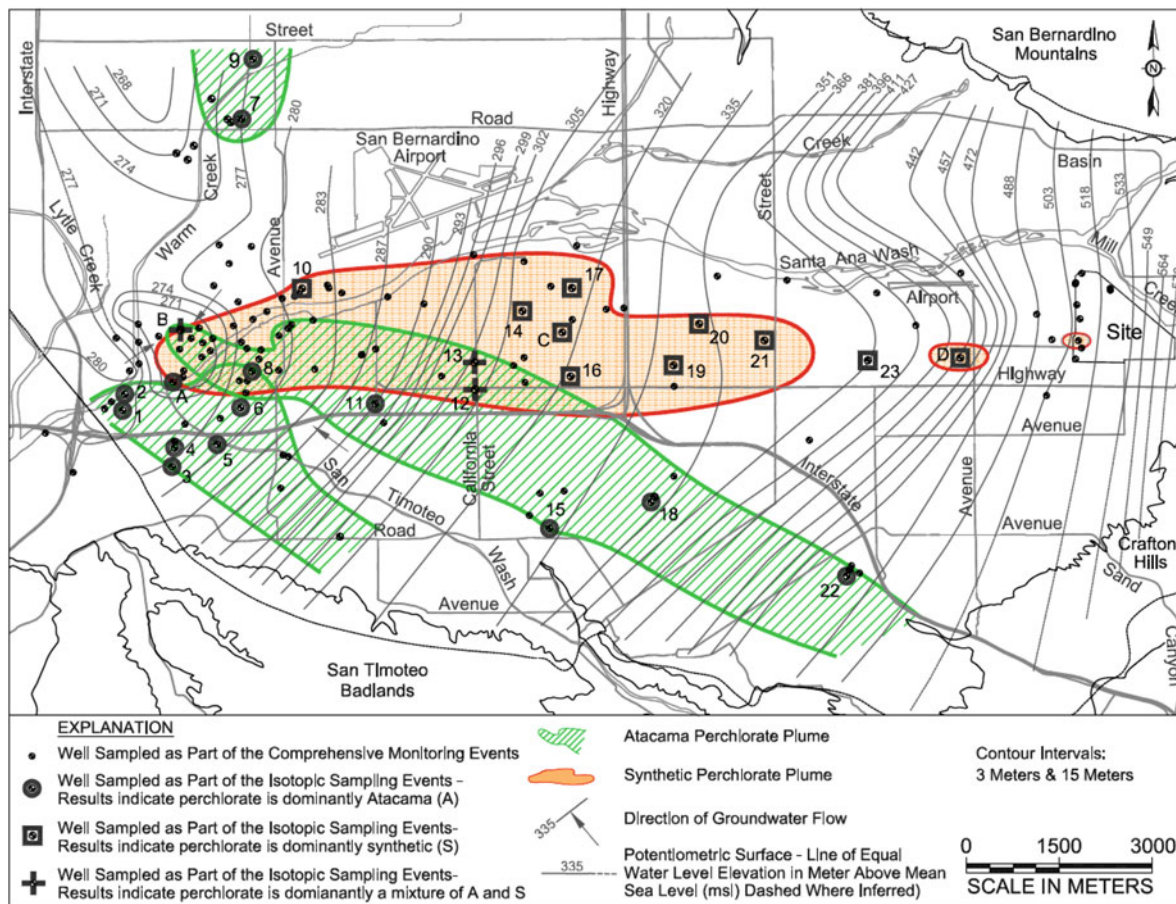 Street
San Bernardino
Mountains
N
Interstate
Highway
9
268
271
274
7
280
Road
277
Creek
Avenue
San Bernardino
Airport
305
320
335
351
366
381
396
411
427
Creek
442
457
472
488
503
518
533
549
564
Basin
Mill
Creek
277
Lytle
Creek
Warm
283
287
290
293
296
299
302
Street
Santa Ana Wash
Airport
Site
274
271
280
10
17
14
C
B
13
16
20
19
21
23
D
Highway
A
8
12
11
2
1
6
4
5
3
Avenue
San
Timoteo
Wash
California
Street
Interstate
Avenue
15
18
22
Road
Avenue
Avenue
Crafton
Hills
Sand
Canyon
San Timoteo
Badlands
EXPLANATION
Well Sampled as Part of the Comprehensive Monitoring Events
Well Sampled as Part of the Isotopic Sampling Events -
Results indicate perchlorate is dominantly Atacama (A)
Well Sampled as Part of the Isotopic Sampling Events-
Results indicate perchlorate is dominantly synthetic (S)
Well Sampled as Part of the Isotopic Sampling Events-
Results indicate perchlorate is domianantly a mixture of A and S
Atacama Perchlorate Plume
Synthetic Perchlorate Plume
335
Direction of Groundwater Flow
335
Potentiometric Surface - Line of Equal
Water Level Elevation in Meter Above Mean
Sea Level (msl) Dashed Where Inferred)
Contour Intervals:
3 Meters & 15 Meters
0 1500 3000
SCALE IN METERS